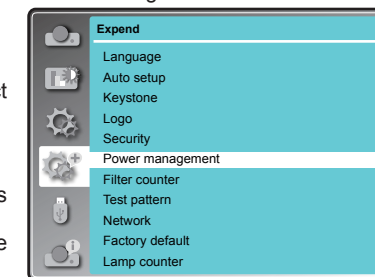 Expend
Language
Auto setup
Keystone
Logo
Security
Power management
Filter counter
Test pattern
Network
Factory default
Lamp counter